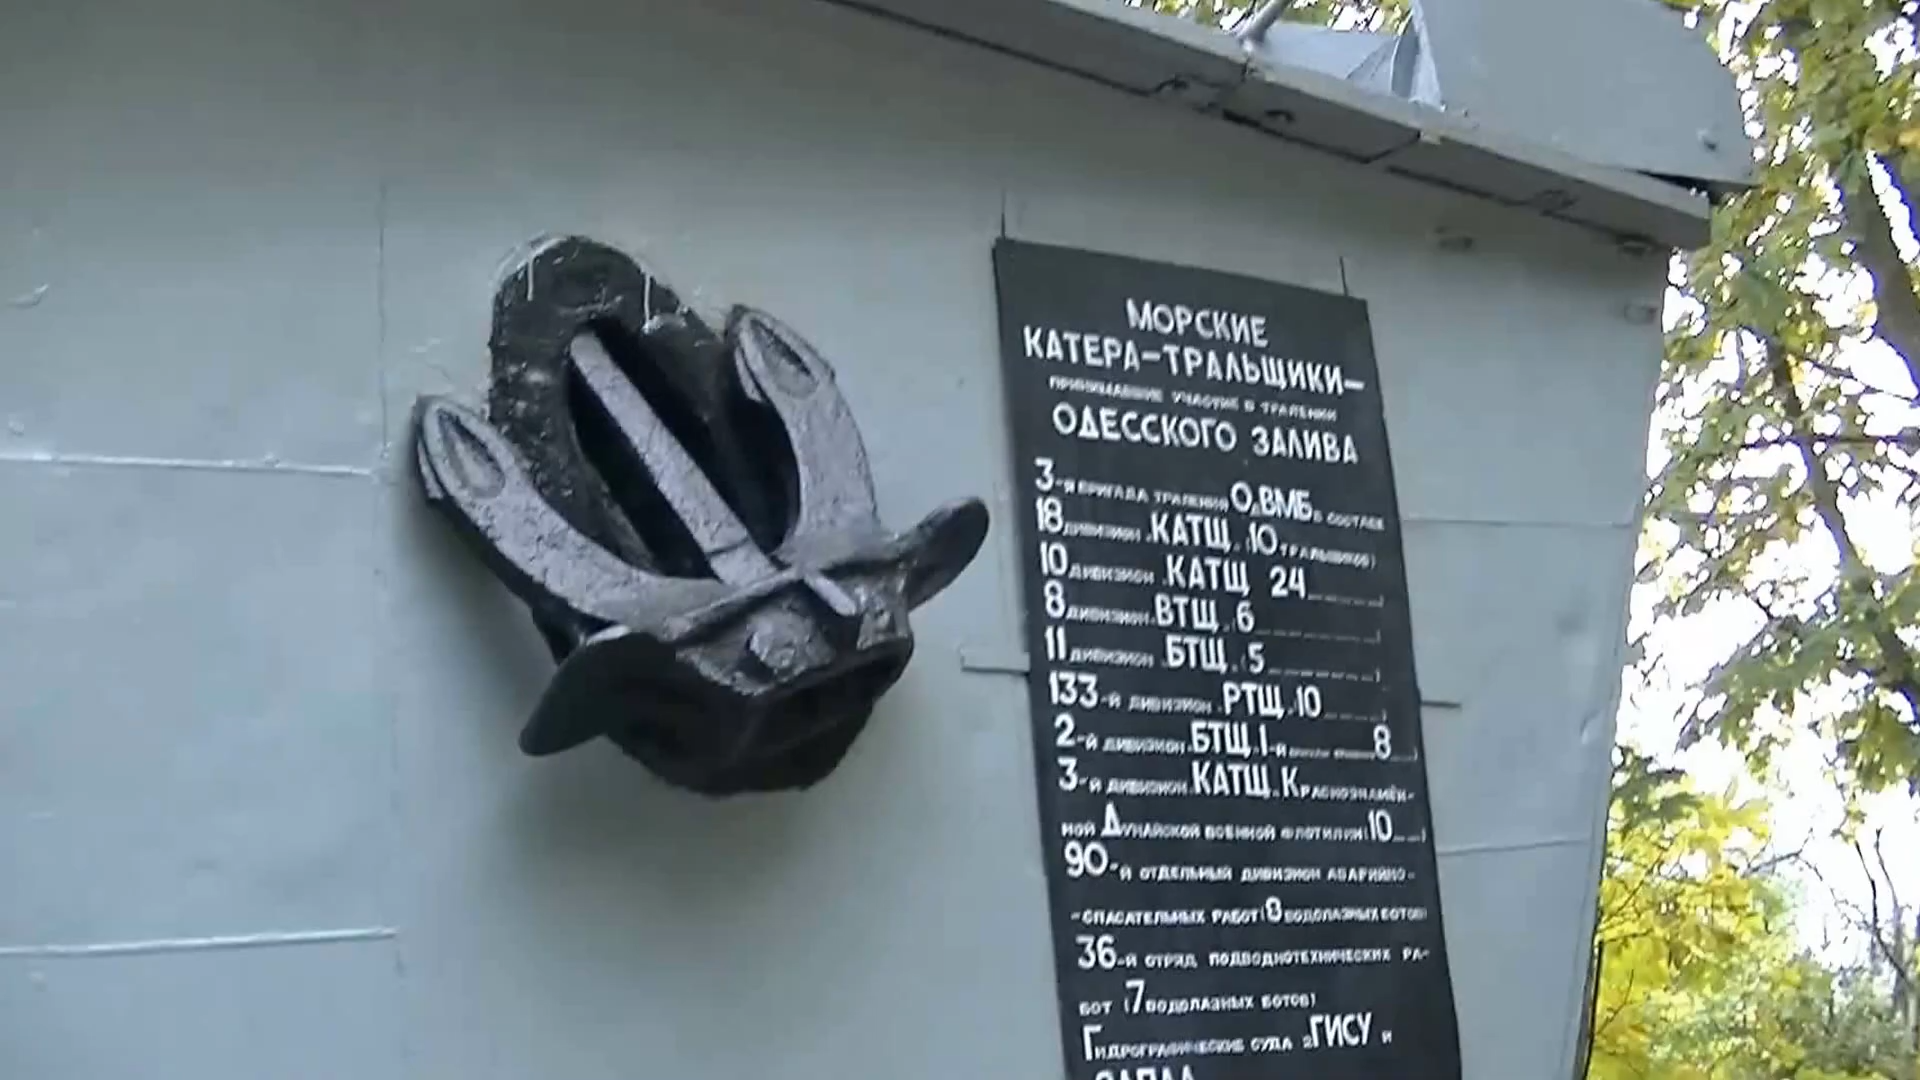 МОРСКИЕ
КАТЕРА-ТРАЛЬЩИКИ-
ПРИНИМАВШИЕ УЧАСТИЕ В ТРАЛЕНИИ
ОДЕССКОГО ЗАЛИВА
3-Я БРИГАДА ТРАЛЕНИЯ О.ВМБ.В СОСТАВЕ
18 ДИВИЗИОН .КАТЩ.(10 ТРАЛЬЩИКОВ)
10 ДИВИЗИОН .КАТЩ 24
8 ДИВИЗИОН.ВТЩ.(6
11 ДИВИЗИОН .БТЩ.(5
133-Й ДИВИЗИОН .РТЩ.10
2-Й ДИВИЗИОН.БТЩ.1-Й 8
3-Й ДИВИЗИОН.КАТЩ.КРАСНОЗНАМЁН-
НОЙ ДУНАЙСКОЙ ВОЕННОЙ ФЛОТИЛИИ(10
90-Й ОТДЕЛЬНЫЙ ДИВИЗИОН АВАРИЙНО-
-СПАСАТЕЛЬНЫХ РАБОТ(8 ВОДОЛАЗНЫХ БОТОВ)
36-Й ОТРЯД ПОДВОДНОТЕХНИЧЕСКИХ РА-
БОТ (7 ВОДОЛАЗНЫХ БОТОВ)
ГИДРОГРАФИЧЕСКИЕ СУДА 2 ГИСУ И